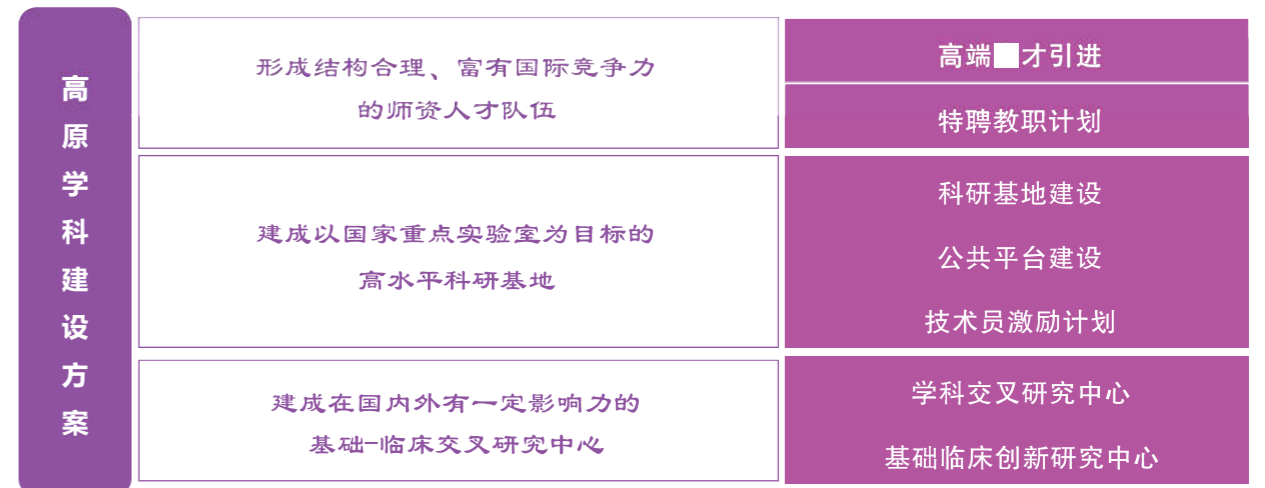 高原学科建设方案
形成结构合理、富有国际竞争力
的师资人才队伍
高端 才引进
特聘教职计划
建成以国家重点实验室为目标的
高水平科研基地
科研基地建设
公共平台建设
技术员激励计划
建成在国内外有一定影响力的
基础-临床交叉研究中心
学科交叉研究中心
基础临床创新研究中心